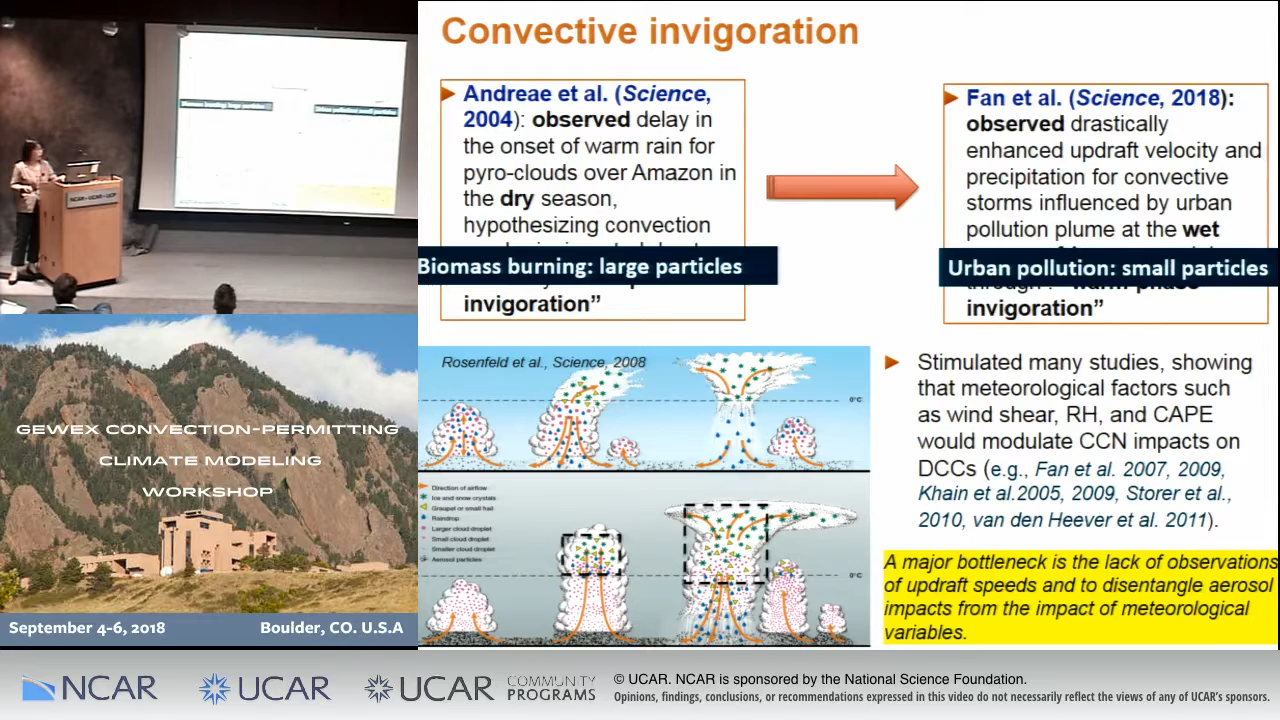 Convective invigoration
Andreae et al. (Science,
2004): observed delay in
the onset of warm rain for
pyro-clouds over Amazon in
the dry season,
hypothesizing convection
Biomass burning: large particles
invigoration”
Fan et al. (Science, 2018):
observed drastically
enhanced updraft velocity and
precipitation for convective
storms influenced by urban
pollution plume at the wet
Urban pollution: small particles
through : “warm-phase
invigoration”
Rosenfeld et al., Science, 2008
0°C
Direction of airflow
Ice and snow crystals
Graupel or small hail
Raindrop
Larger cloud droplet
Small cloud droplet
Smaller cloud droplet
Aerosol particles
0°C
Stimulated many studies, showing
that meteorological factors such
as wind shear, RH, and CAPE
would modulate CCN impacts on
DCCs (e.g., Fan et al. 2007, 2009,
Khain et al.2005, 2009, Storer et al.,
2010, van den Heever et al. 2011).
A major bottleneck is the lack of observations
of updraft speeds and to disentangle aerosol
impacts from the impact of meteorological
variables.
Biomass burning: large particles
NCAR•UCAR•UCP
GEWEX CONVECTION-PERMITTING
CLIMATE MODELING
WORKSHOP
September 4-6, 2018 Boulder, CO. U.S.A
NCAR
UCAR
UCAR
COMMUNITY
PROGRAMS
© UCAR. NCAR is sponsored by the National Science Foundation.
Opinions, findings, conclusions, or recommendations expressed in this video do not necessarily reflect the views of any of UCAR's sponsors.